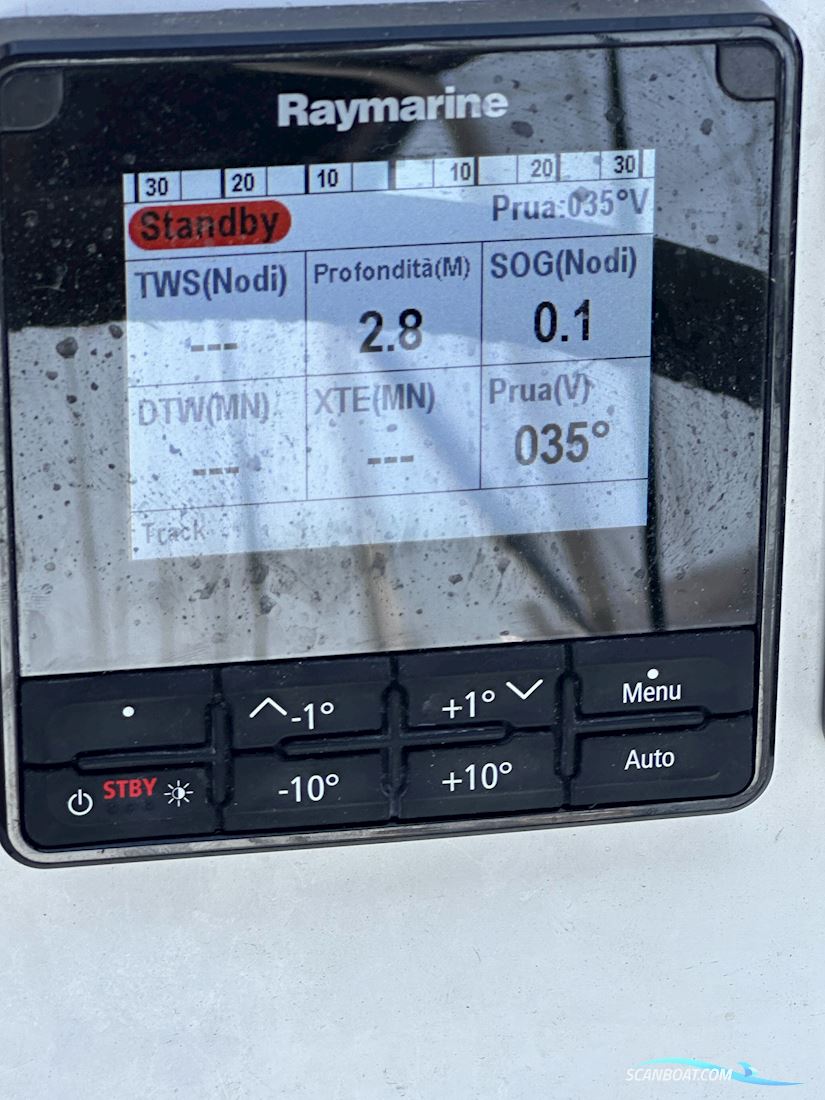 Raymarine
30 20 10 10 20 30
Standby Prua:035°V
TWS(Nodi) Profondità(M) SOG(Nodi)
--- 2.8 0.1
DTW(MN) XTE(MN) Prua(V)
--- --- 035°
Track
-1° +1° Menu
STBY -10° +10° Auto
SCANBOAT.COM